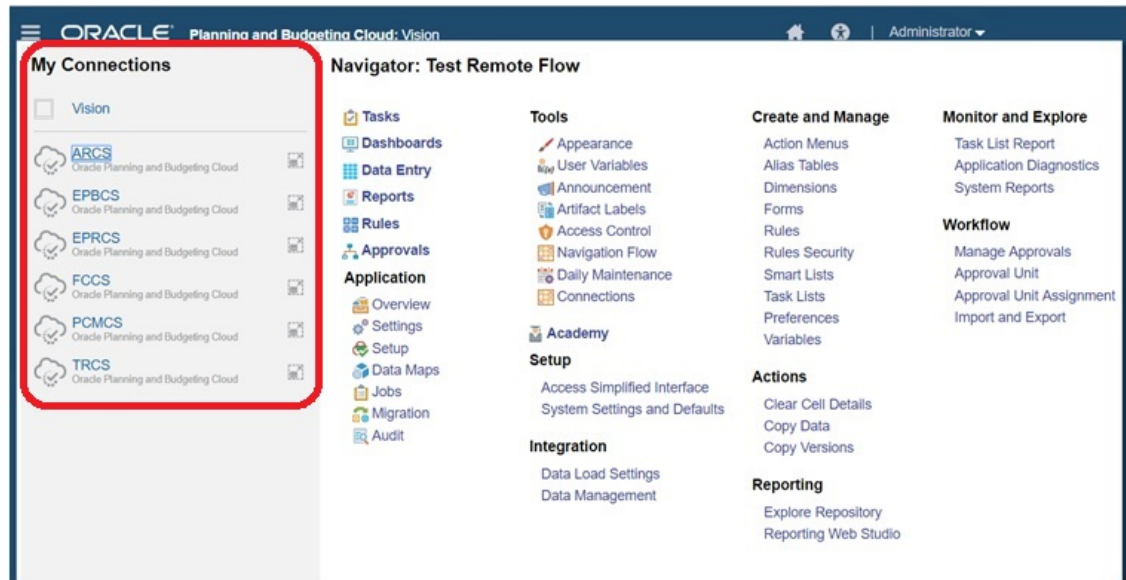 ORACLE® Planning and Budgeting Cloud: Vision
Administrator
My Connections
Vision
ARCS
Oracle Planning and Budgeting Cloud
EPBCS
Oracle Planning and Budgeting Cloud
EPRCS
Oracle Planning and Budgeting Cloud
FCCS
Oracle Planning and Budgeting Cloud
PCMCS
Oracle Planning and Budgeting Cloud
TRCS
Oracle Planning and Budgeting Cloud
Navigator: Test Remote Flow
Tasks
Dashboards
Data Entry
Reports
Rules
Approvals
Application
Overview
Settings
Setup
Data Maps
Jobs
Migration
Audit
Tools
Appearance
User Variables
Announcement
Artifact Labels
Access Control
Navigation Flow
Daily Maintenance
Connections
Academy
Setup
Access Simplified Interface
System Settings and Defaults
Integration
Data Load Settings
Data Management
Create and Manage
Action Menus
Alias Tables
Dimensions
Forms
Rules
Rules Security
Smart Lists
Task Lists
Preferences
Variables
Actions
Clear Cell Details
Copy Data
Copy Versions
Reporting
Explore Repository
Reporting Web Studio
Monitor and Explore
Task List Report
Application Diagnostics
System Reports
Workflow
Manage Approvals
Approval Unit
Approval Unit Assignment
Import and Export